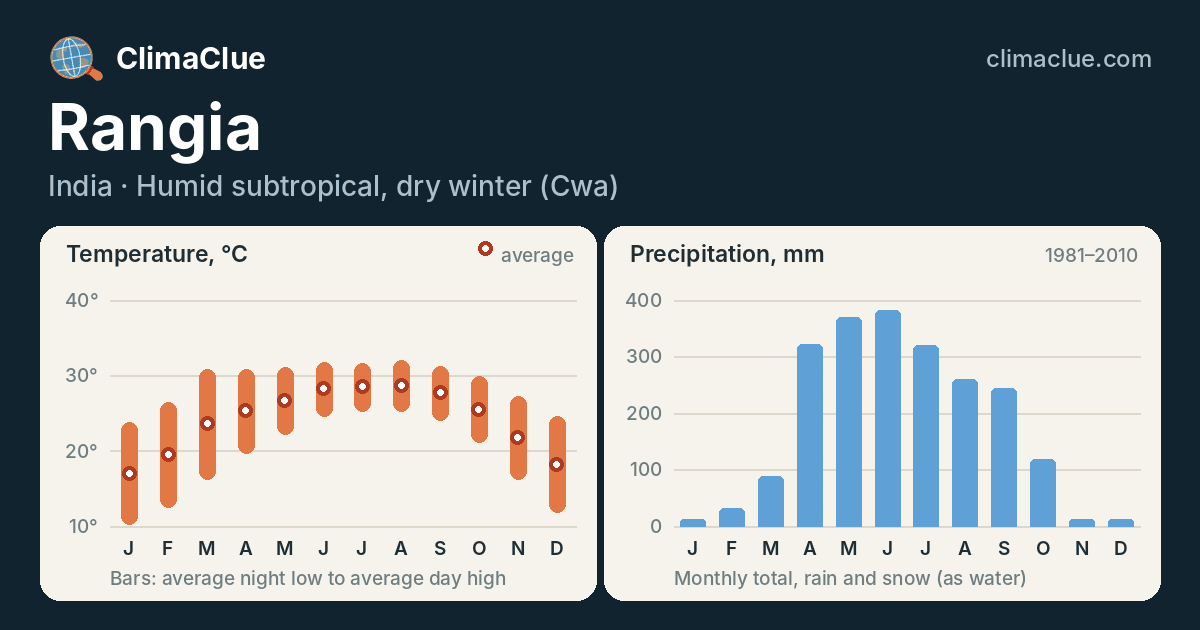 ClimaClue
climaclue.com
Rangia
India · Humid subtropical, dry winter (Cwa)
Temperature, °C
average
40°
30°
20°
10°
J F M A M J J A S O N D
Bars: average night low to average day high
Precipitation, mm
1981–2010
400
300
200
100
0
J F M A M J J A S O N D
Monthly total, rain and snow (as water)